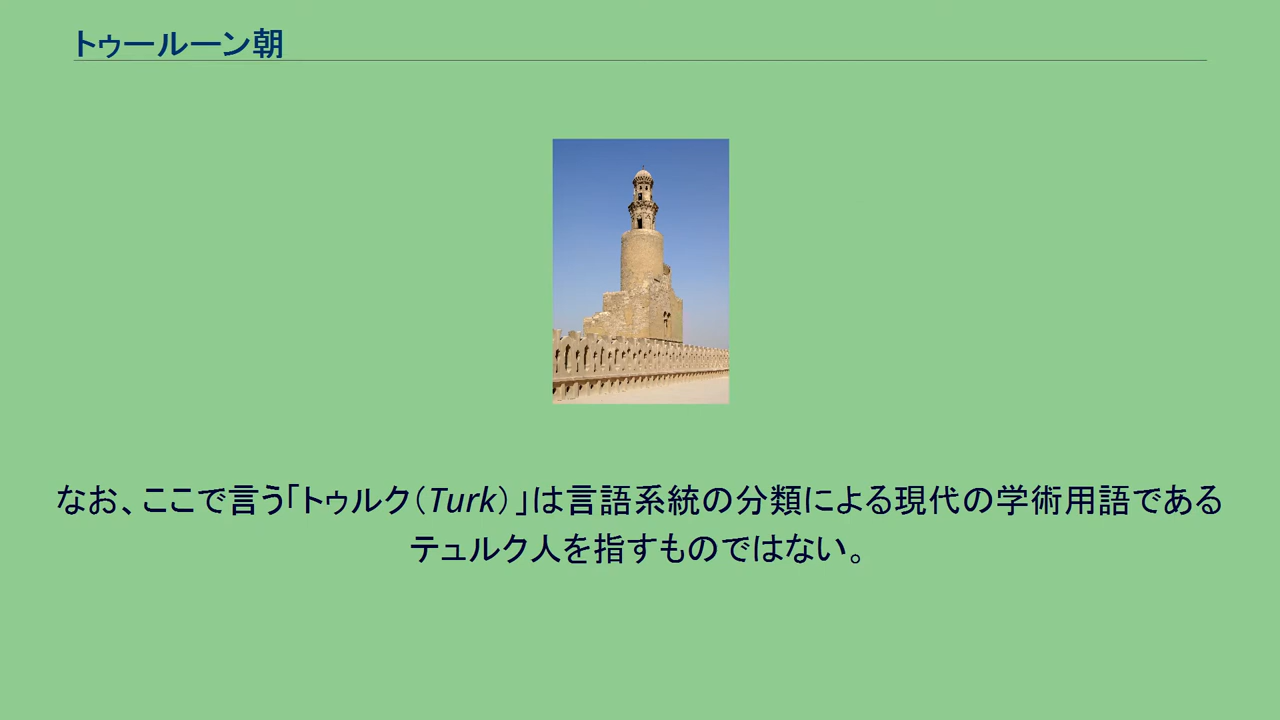 トゥールーン朝
なお、ここで言う「トゥルク（Turk）」は言語系統の分類による現代の学術用語である
テュルク人を指すものではない。